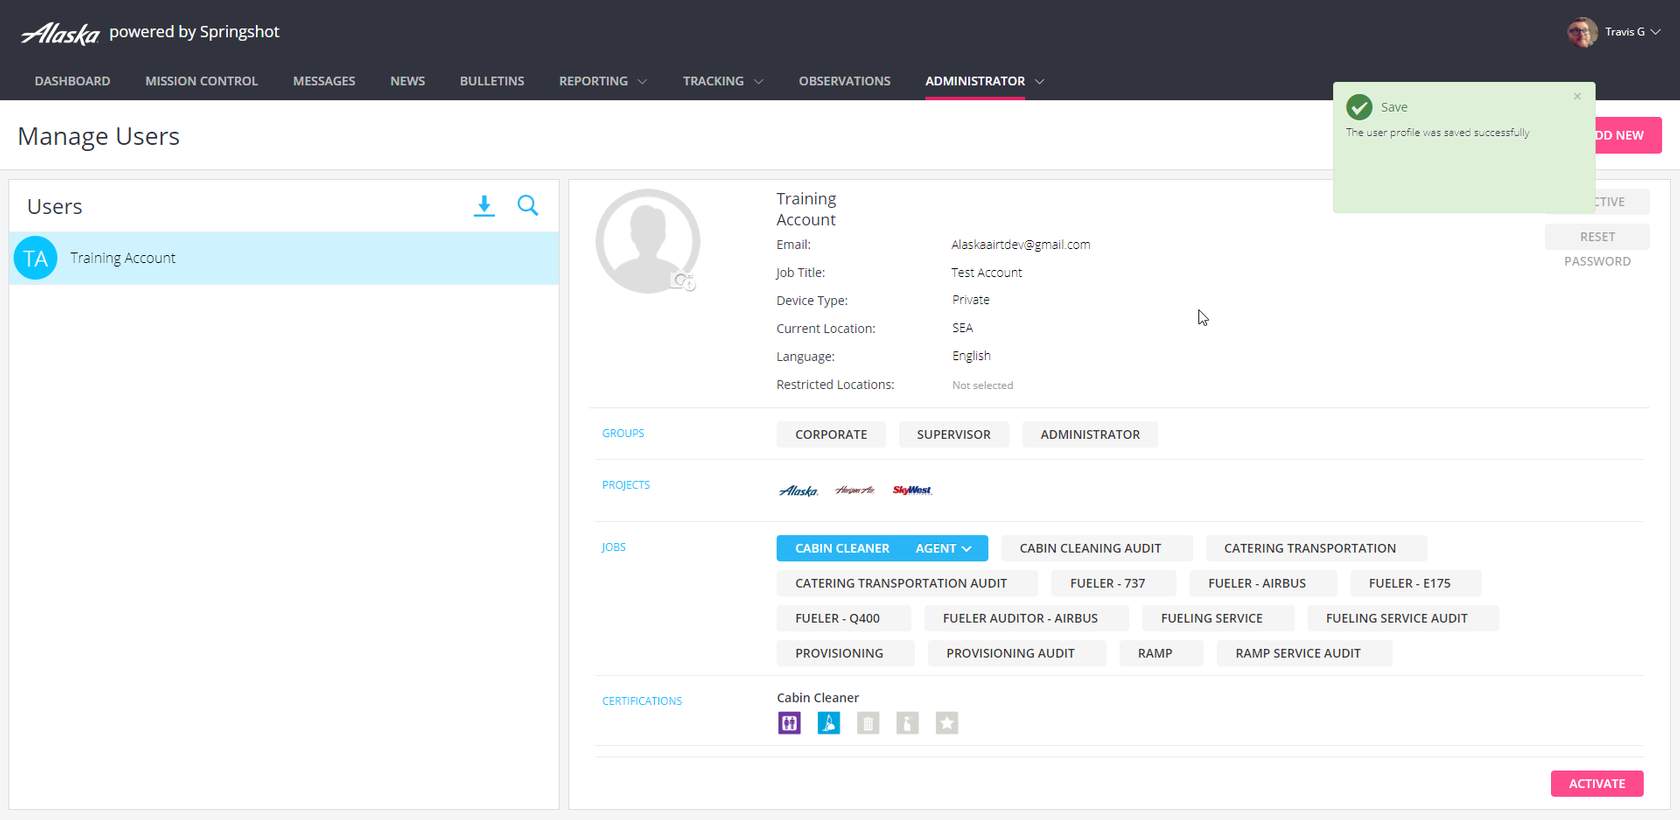 Alaska powered by Springshot
Travis G
DASHBOARD MISSION CONTROL MESSAGES NEWS BULLETINS REPORTING TRACKING OBSERVATIONS ADMINISTRATOR
Save ×
The user profile was saved successfully
Manage Users
DD NEW
Users
TA Training Account
Training
Account
CTIVE
Email: Alaskaairtdev@gmail.com
RESET
PASSWORD
Job Title: Test Account
Device Type: Private
Current Location: SEA
Language: English
Restricted Locations: Not selected
GROUPS CORPORATE SUPERVISOR ADMINISTRATOR
PROJECTS Alaska Horizon Air SkyWest
JOBS CABIN CLEANER AGENT CABIN CLEANING AUDIT CATERING TRANSPORTATION
CATERING TRANSPORTATION AUDIT FUELER - 737 FUELER - AIRBUS FUELER - E175
FUELER - Q400 FUELER AUDITOR - AIRBUS FUELING SERVICE FUELING SERVICE AUDIT
PROVISIONING PROVISIONING AUDIT RAMP RAMP SERVICE AUDIT
CERTIFICATIONS Cabin Cleaner
ACTIVATE